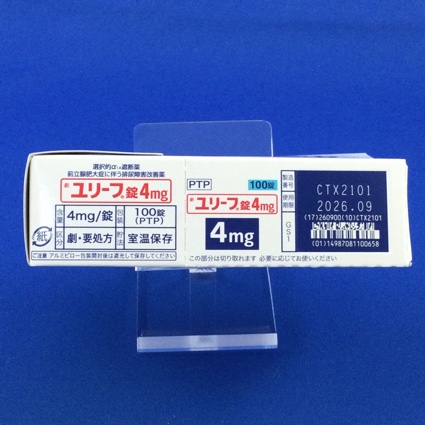 選択的α₁A遮断薬
前立腺肥大症に伴う排尿障害改善薬
ユリーフ錠4mg
含量 4mg/錠 包装 100錠(PTP)
区分 劇・要処方 貯法 室温保存
ご注意 アルミピロー包装開封後は遮光して保存してください
紙
PTP 100錠
ユリーフ錠4mg
4mg
この部分は切り取れます 必要に応じてお使いください
製造番号 CTX2101
使用期限 2026.09
GS1
(17)260900(10)CTX2101
(01)14987081100658